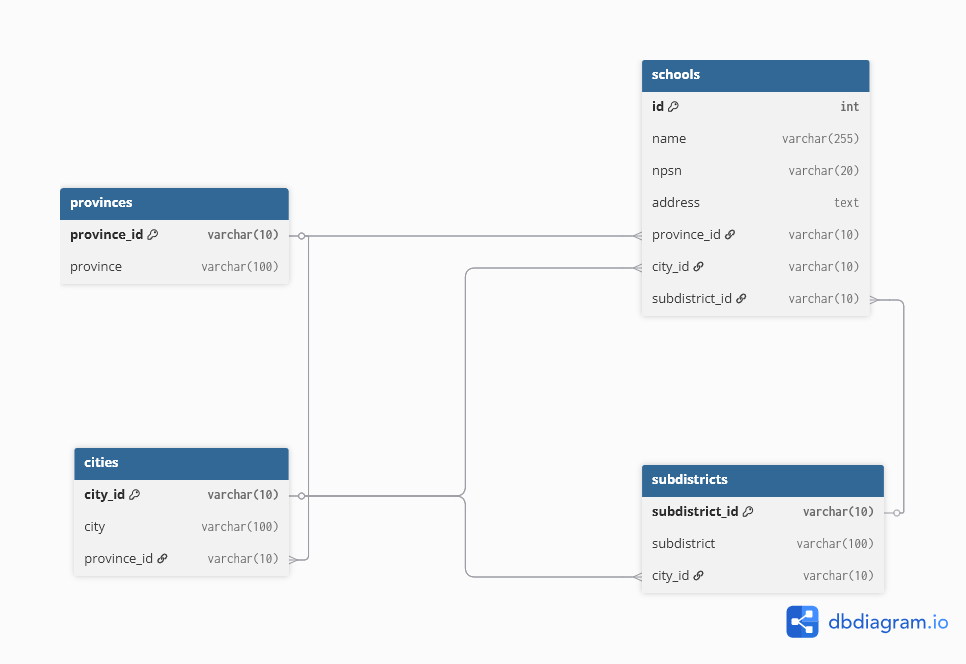 schools
id int
name varchar(255)
npsn varchar(20)
address text
province_id varchar(10)
city_id varchar(10)
subdistrict_id varchar(10)
provinces
province_id varchar(10)
province varchar(100)
cities
city_id varchar(10)
city varchar(100)
province_id varchar(10)
subdistricts
subdistrict_id varchar(10)
subdistrict varchar(100)
city_id varchar(10)
dbdiagram.io